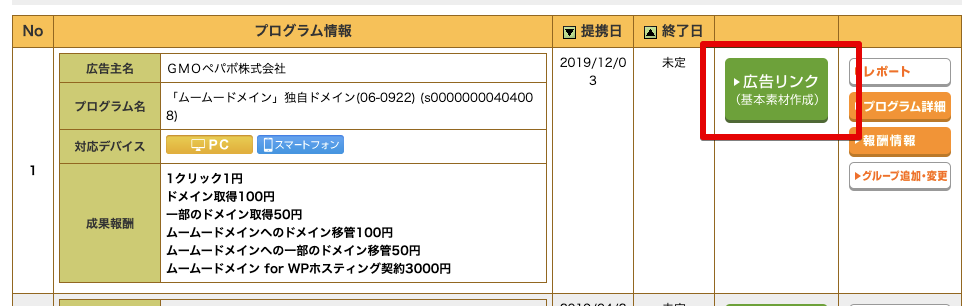 No
プログラム情報
▼ 提携日
▲ 終了日
1
広告主名
GMOペパボ株式会社
プログラム名
「ムームードメイン」独自ドメイン(06-0922) (s0000000040400
8)
対応デバイス
PC
スマートフォン
成果報酬
1クリック1円
ドメイン取得100円
一部のドメイン取得50円
ムームードメインへのドメイン移管100円
ムームードメインへの一部のドメイン移管50円
ムームードメイン for WPホスティング契約3000円
2019/12/0
3
未定
広告リンク
(基本素材作成)
レポート
プログラム詳細
報酬情報
グループ追加・変更